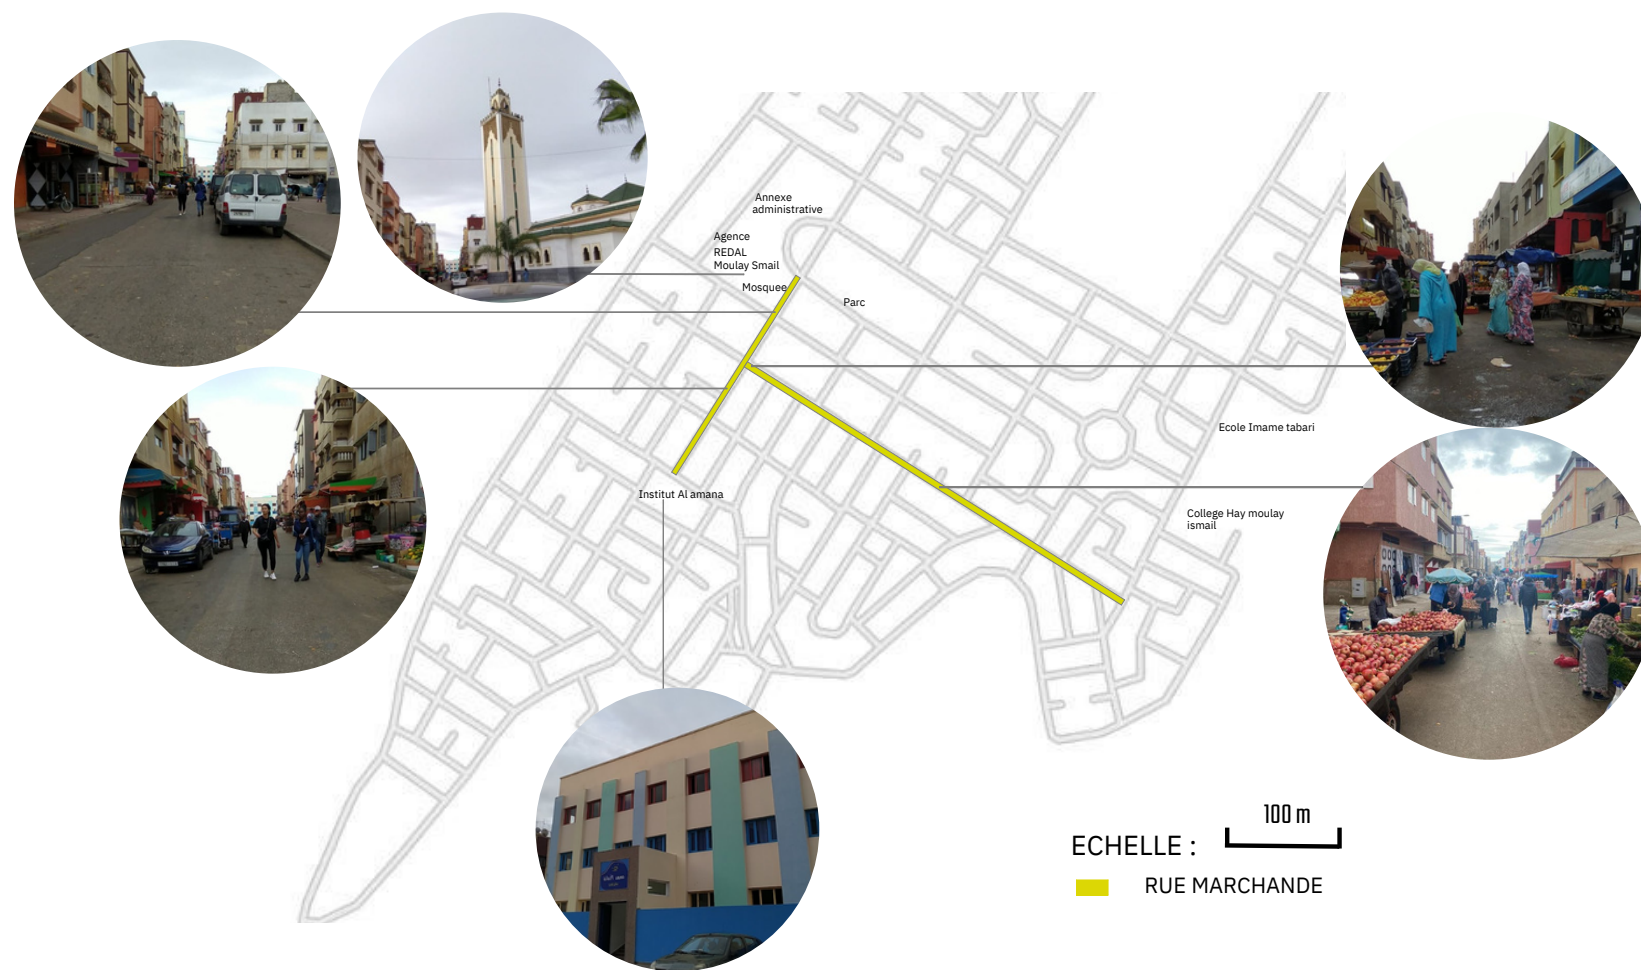 Annexe
administrative
Agence
REDAL
Moulay Smail
Mosquee
Parc
Ecole Imame tabari
Institut Al amana
College Hay moulay
ismail
100 m
ECHELLE :
RUE MARCHANDE